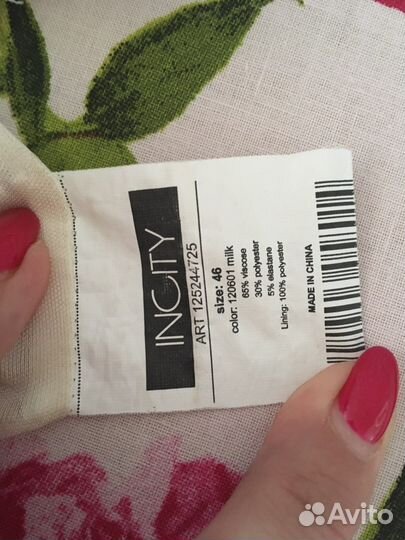 INCITY
ART 125244725
size: 46
color: 120601 milk
65% viscose
30% polyester
5% elastane
Lining: 100% polyester
MADE IN CHINA
Avito